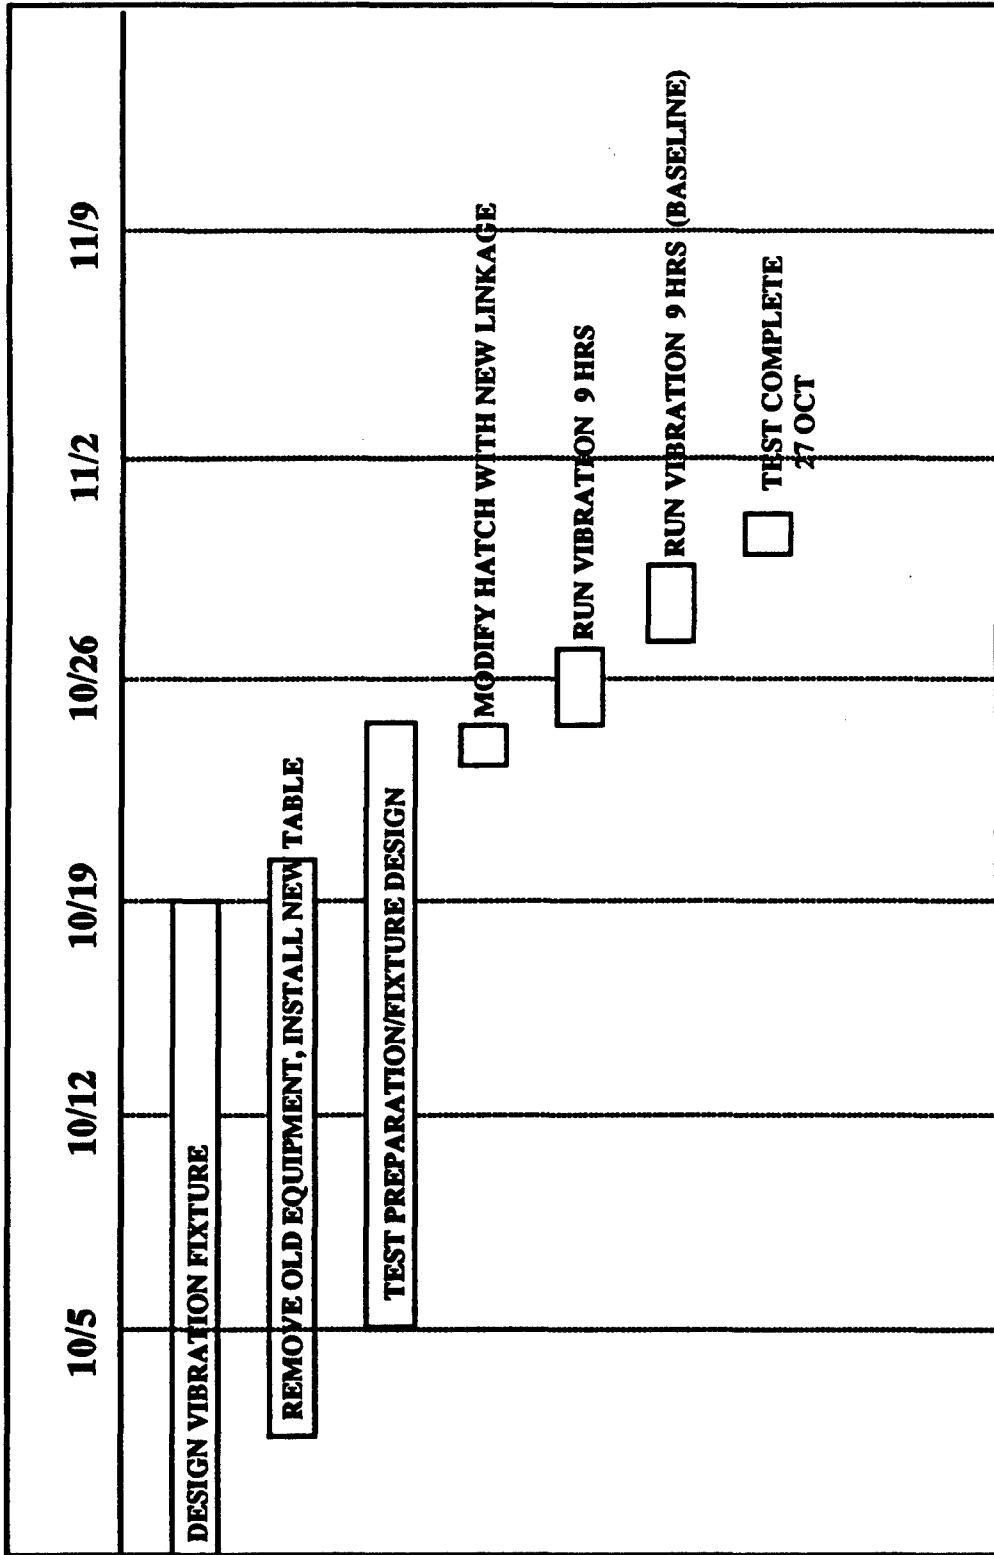 10/5
10/12
10/19
10/26
11/2
11/9
DESIGN VIBRATION FIXTURE
REMOVE OLD EQUIPMENT, INSTALL NEW TABLE
TEST PREPARATION/FIXTURE DESIGN
MODIFY HATCH WITH NEW LINKAGE
RUN VIBRATION 9 HRS
RUN VIBRATION 9 HRS (BASELINE)
TEST COMPLETE
27 OCT